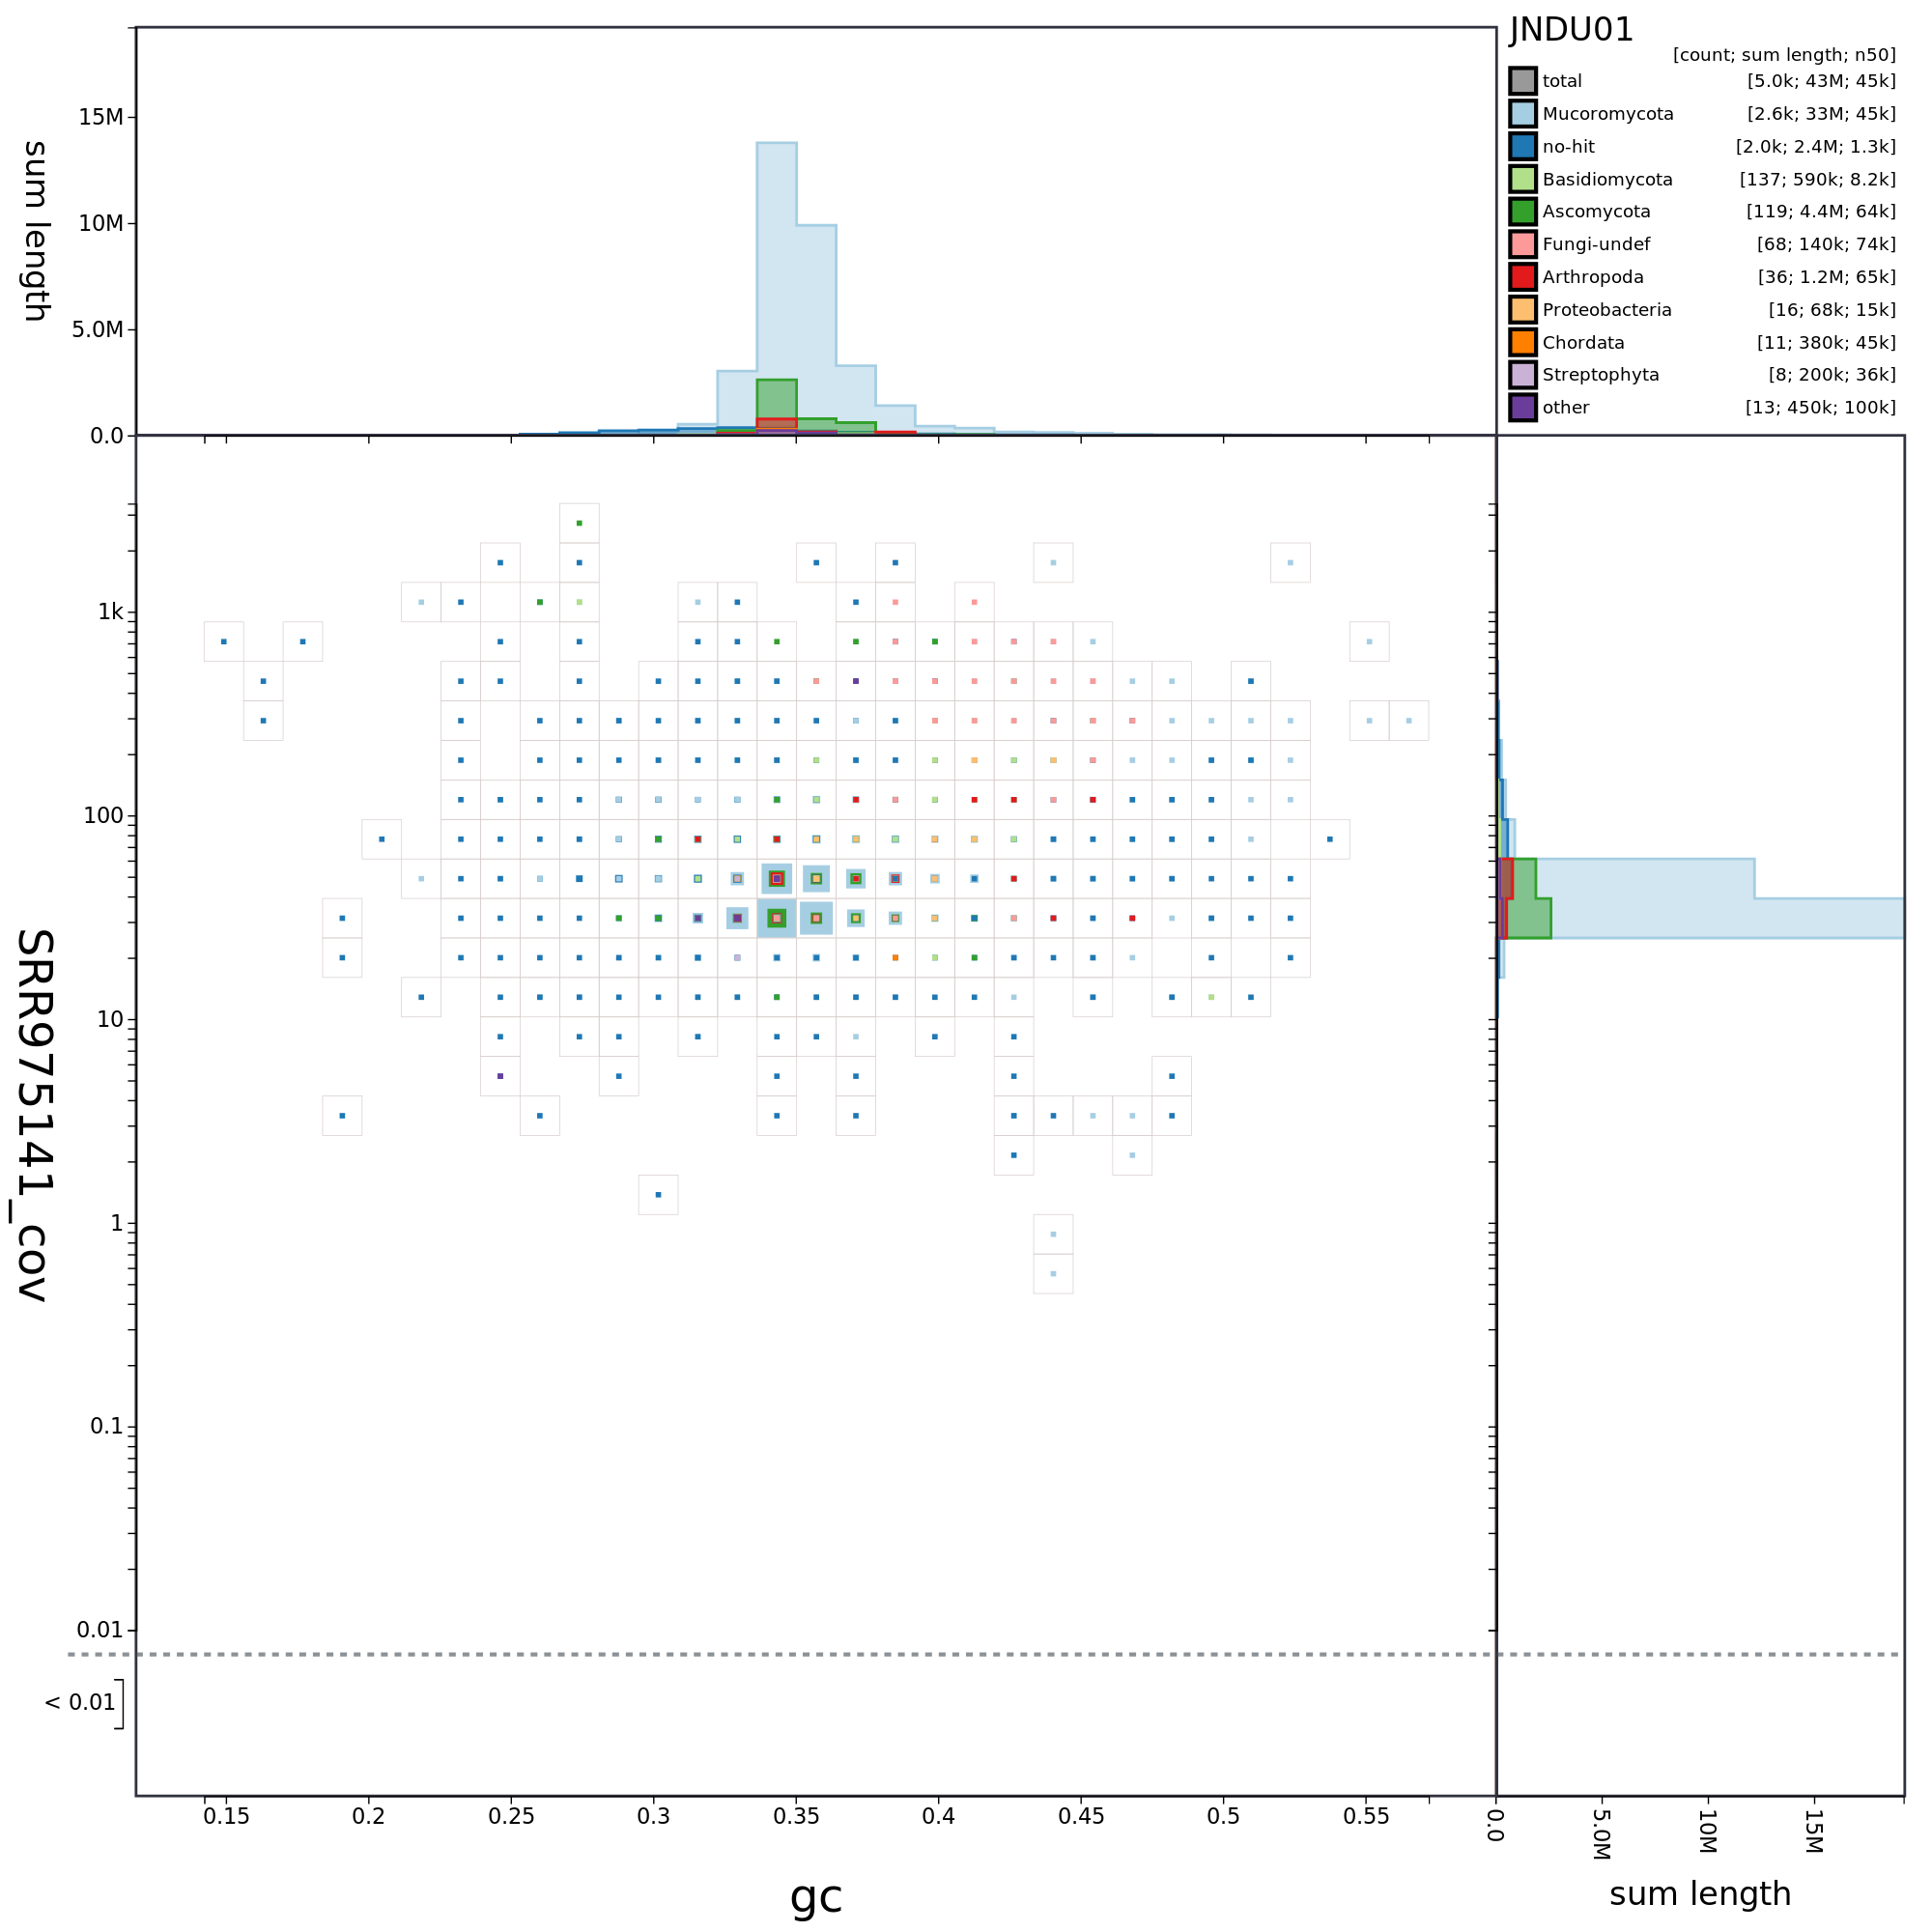 JNDU01
[count; sum length; n50]
total [5.0k; 43M; 45k]
Mucoromycota [2.6k; 33M; 45k]
no-hit [2.0k; 2.4M; 1.3k]
Basidiomycota [137; 590k; 8.2k]
Ascomycota [119; 4.4M; 64k]
Fungi-undef [68; 140k; 74k]
Arthropoda [36; 1.2M; 65k]
Proteobacteria [16; 68k; 15k]
Chordata [11; 380k; 45k]
Streptophyta [8; 200k; 36k]
other [13; 450k; 100k]
sum length
15M
10M
5.0M
0.0
SRR975141_cov
1k
100
10
1
0.1
0.01
< 0.01
0.15 0.2 0.25 0.3 0.35 0.4 0.45 0.5 0.55
gc
0.0 5.0M 10M 15M
sum length